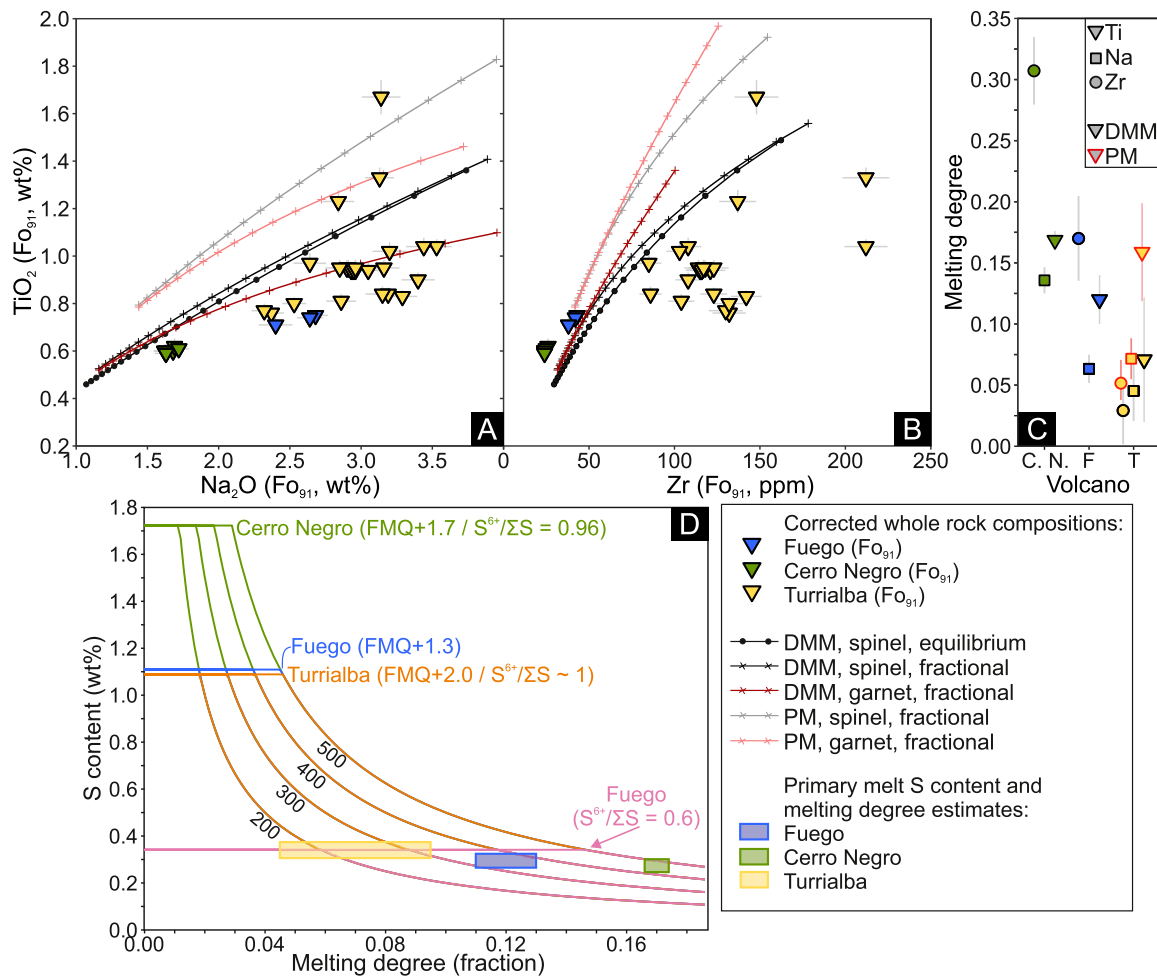 2.0
1.8
1.6
1.4
1.2
1.0
0.8
0.6
0.4
0.2
TiO₂ (Fo₉₁, wt%)
1.0 1.5 2.0 2.5 3.0 3.5
Na₂O (Fo₉₁, wt%)
A
0 50 100 150 200 250
Zr (Fo₉₁, ppm)
B
0.35
0.30
0.25
0.20
0.15
0.10
0.05
0.00
Melting degree
Ti
Na
Zr
DMM
PM
C
C. N. F T
Volcano
1.8
1.6
1.4
1.2
1.0
0.8
0.6
0.4
0.2
0.0
S content (wt%)
D
Cerro Negro (FMQ+1.7 / S⁶⁺/ΣS = 0.96)
Fuego (FMQ+1.3)
Turrialba (FMQ+2.0 / S⁶⁺/ΣS ~ 1)
500
400
300
200
Fuego
(S⁶⁺/ΣS = 0.6)
0.00 0.04 0.08 0.12 0.16
Melting degree (fraction)
Corrected whole rock compositions:
Fuego (Fo₉₁)
Cerro Negro (Fo₉₁)
Turrialba (Fo₉₁)
DMM, spinel, equilibrium
DMM, spinel, fractional
DMM, garnet, fractional
PM, spinel, fractional
PM, garnet, fractional
Primary melt S content and
melting degree estimates:
Fuego
Cerro Negro
Turrialba